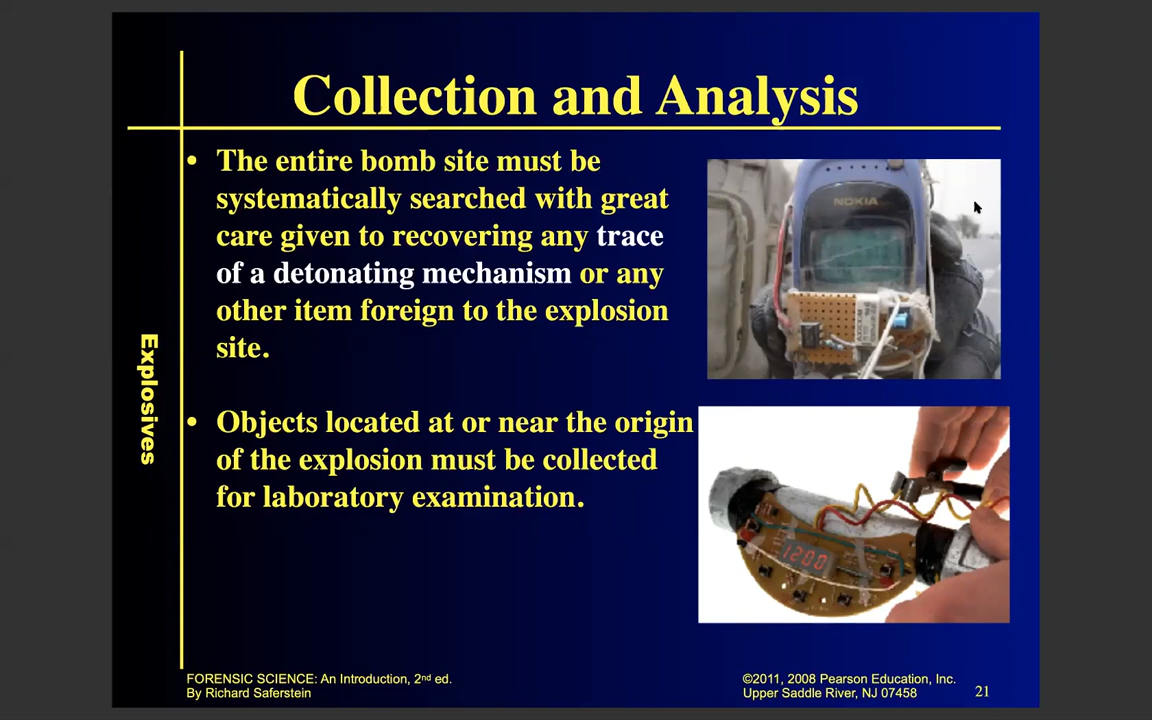 Collection and Analysis
• The entire bomb site must be
systematically searched with great
care given to recovering any trace
of a detonating mechanism or any
other item foreign to the explosion
site.
• Objects located at or near the origin
of the explosion must be collected
for laboratory examination.
Explosives
NOKIA
1200
FORENSIC SCIENCE: An Introduction, 2nd ed.
By Richard Saferstein
©2011, 2008 Pearson Education, Inc.
Upper Saddle River, NJ 07458
21